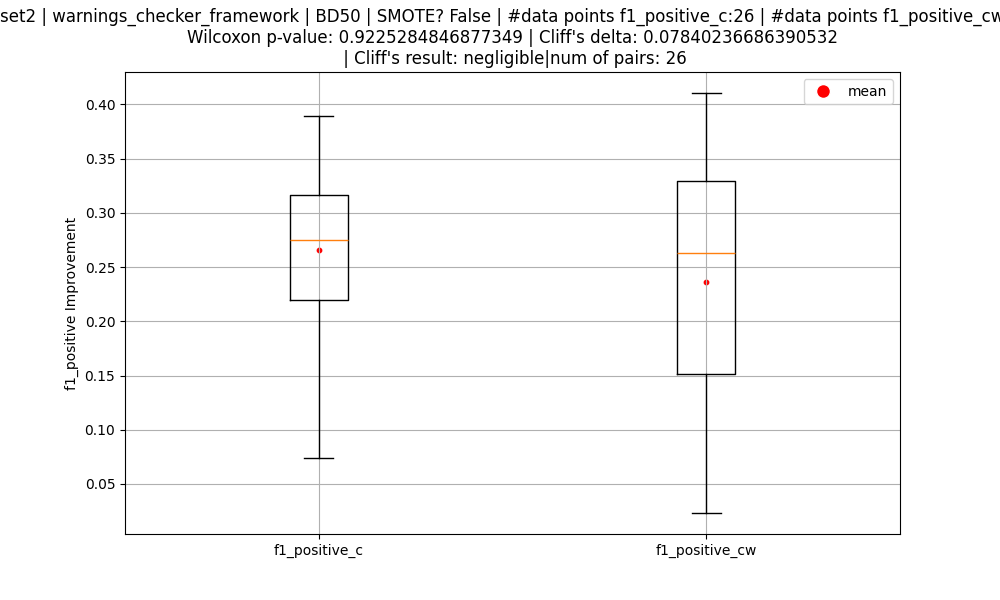 set2 | warnings_checker_framework | BD50 | SMOTE? False | #data points f1_positive_c:26 | #data points f1_positive_cw
Wilcoxon p-value: 0.9225284846877349 | Cliff's delta: 0.07840236686390532
| Cliff's result: negligible|num of pairs: 26
mean
0.40
0.35
0.30
0.25
0.20
0.15
0.10
0.05
f1_positive Improvement
f1_positive_c
f1_positive_cw